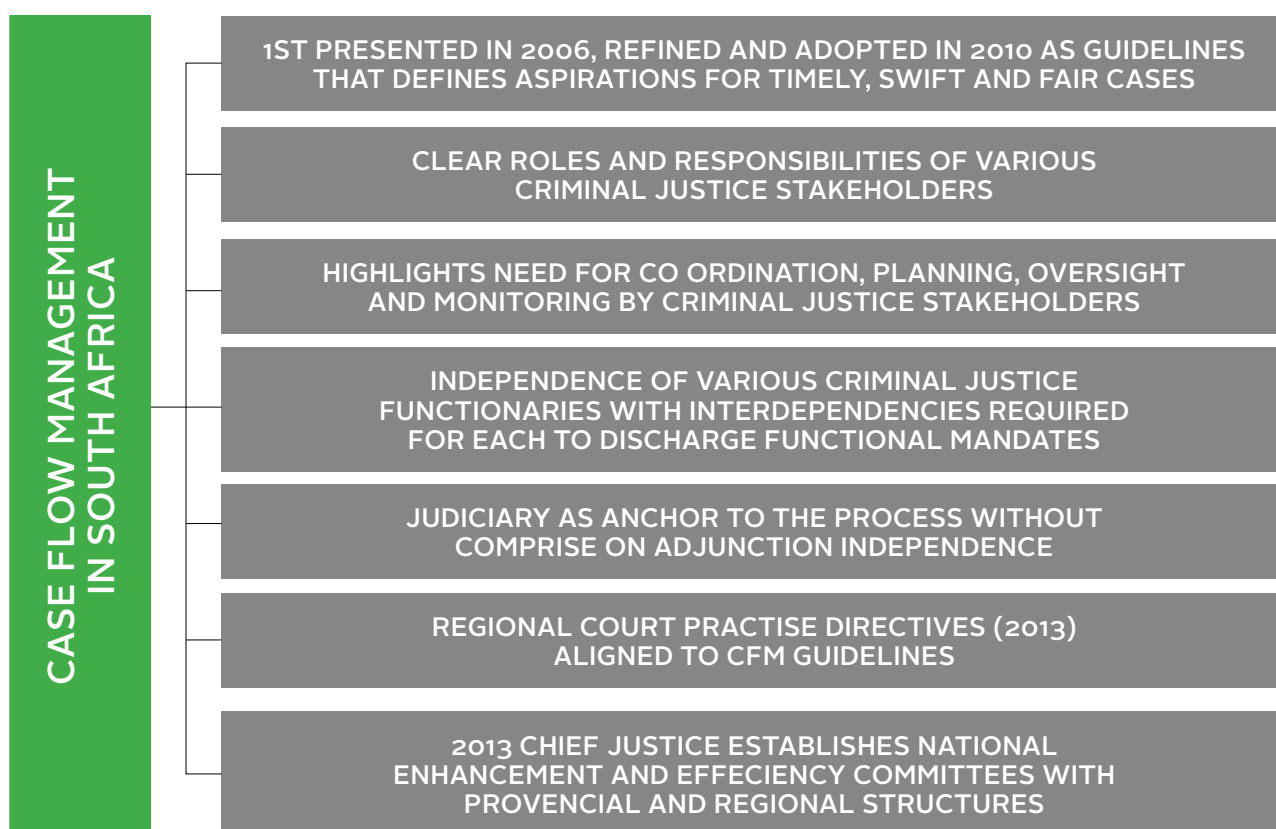 CASE FLOW MANAGEMENT
IN SOUTH AFRICA
1ST PRESENTED IN 2006, REFINED AND ADOPTED IN 2010 AS GUIDELINES
THAT DEFINES ASPIRATIONS FOR TIMELY, SWIFT AND FAIR CASES
CLEAR ROLES AND RESPONSIBILITIES OF VARIOUS
CRIMINAL JUSTICE STAKEHOLDERS
HIGHLIGHTS NEED FOR CO ORDINATION, PLANNING, OVERSIGHT
AND MONITORING BY CRIMINAL JUSTICE STAKEHOLDERS
INDEPENDENCE OF VARIOUS CRIMINAL JUSTICE
FUNCTIONARIES WITH INTERDEPENDENCIES REQUIRED
FOR EACH TO DISCHARGE FUNCTIONAL MANDATES
JUDICIARY AS ANCHOR TO THE PROCESS WITHOUT
COMPRISE ON ADJUNCTION INDEPENDENCE
REGIONAL COURT PRACTISE DIRECTIVES (2013)
ALIGNED TO CFM GUIDELINES
2013 CHIEF JUSTICE ESTABLISHES NATIONAL
ENHANCEMENT AND EFFECIENCY COMMITTEES WITH
PROVENCIAL AND REGIONAL STRUCTURES